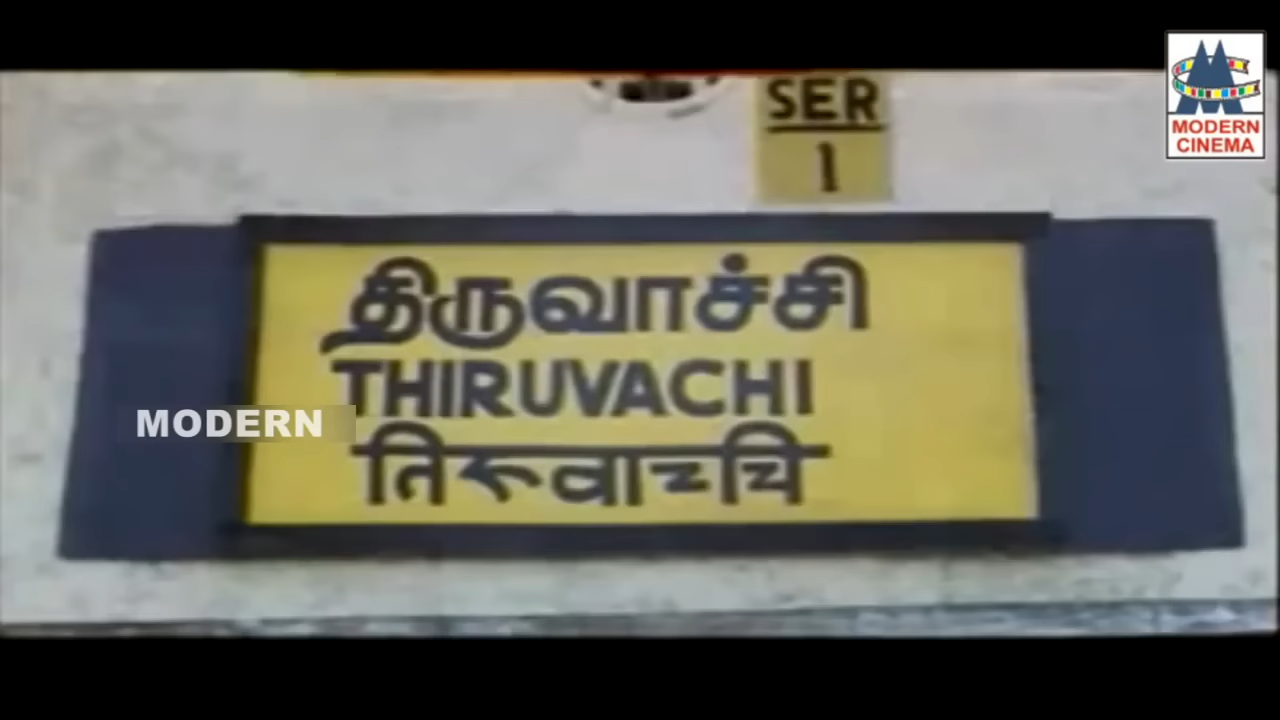 SER
1
MODERN
CINEMA
திருவாச்சி
THIRUVACHI
तिरुवाच्चि
MODERN